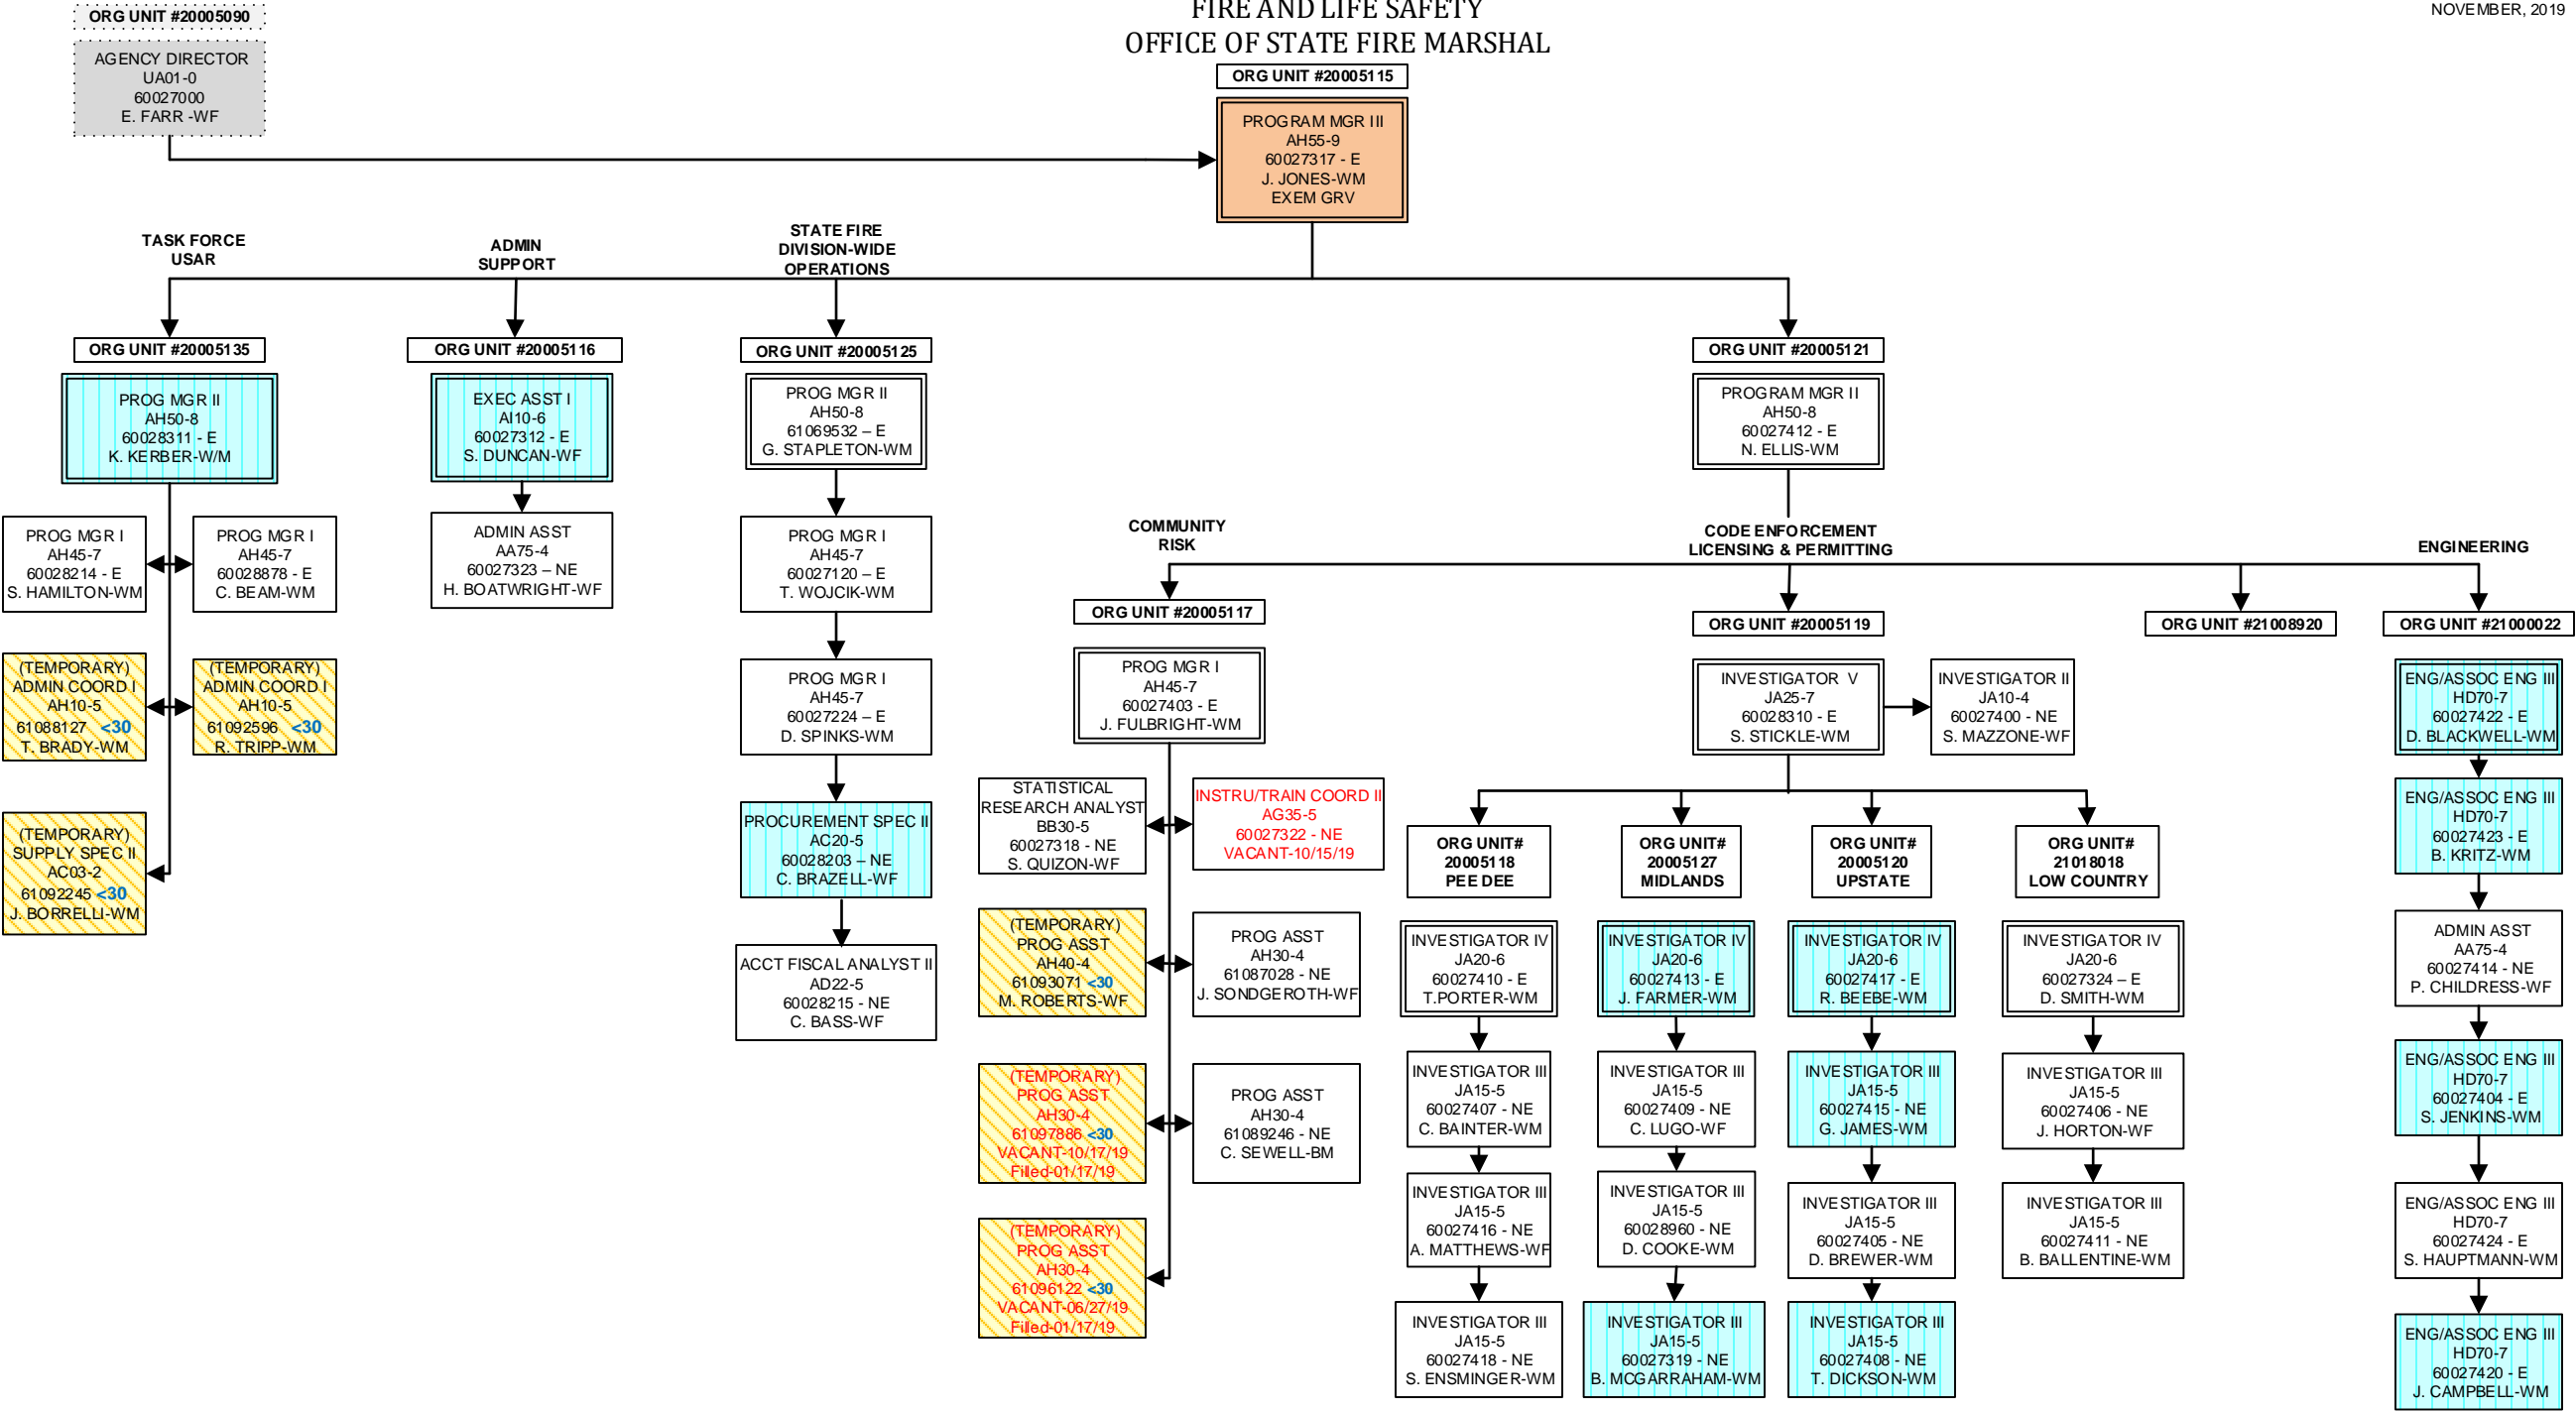 ORG UNIT #20005090
AGENCY DIRECTOR
UA01-0
60027000
E. FARR -WF
FIRE AND LIFE SAFETY
OFFICE OF STATE FIRE MARSHAL
NOVEMBER, 2019
ORG UNIT #20005115
PROGRAM MGR III
AH55-9
60027317 - E
J. JONES-WM
EXEM GRV
TASK FORCE
USAR
ADMIN
SUPPORT
STATE FIRE
DIVISION-WIDE
OPERATIONS
ORG UNIT #20005135
PROG MGR II
AH50-8
60028311 - E
K. KERBER-W/M
PROG MGR I
AH45-7
60028214 - E
S. HAMILTON-WM
PROG MGR I
AH45-7
60028878 - E
C. BEAM-WM
(TEMPORARY)
ADMIN COORD I
AH10-5
61088127 <30
T. BRADY-WM
(TEMPORARY)
ADMIN COORD I
AH10-5
61092596 <30
R. TRIPP-WM
(TEMPORARY)
SUPPLY SPEC II
AC03-2
61092245 <30
J. BORRELLI-WM
ORG UNIT #20005116
EXEC ASST I
AI10-6
60027312 - E
S. DUNCAN-WF
ADMIN ASST
AA75-4
60027323 – NE
H. BOATWRIGHT-WF
ORG UNIT #20005125
PROG MGR II
AH50-8
61069532 – E
G. STAPLETON-WM
PROG MGR I
AH45-7
60027120 – E
T. WOJCIK-WM
PROG MGR I
AH45-7
60027224 – E
D. SPINKS-WM
PROCUREMENT SPEC II
AC20-5
60028203 – NE
C. BRAZELL-WF
ACCT FISCAL ANALYST II
AD22-5
60028215 - NE
C. BASS-WF
ORG UNIT #20005121
PROGRAM MGR II
AH50-8
60027412 - E
N. ELLIS-WM
COMMUNITY
RISK
CODE ENFORCEMENT
LICENSING & PERMITTING
ENGINEERING
ORG UNIT #20005117
PROG MGR I
AH45-7
60027403 - E
J. FULBRIGHT-WM
STATISTICAL
RESEARCH ANALYST
BB30-5
60027318 - NE
S. QUIZON-WF
INSTRU/TRAIN COORD II
AG35-5
60027322 - NE
VACANT-10/15/19
(TEMPORARY)
PROG ASST
AH40-4
61093071 <30
M. ROBERTS-WF
PROG ASST
AH30-4
61087028 - NE
J. SONDGEROTH-WF
(TEMPORARY)
PROG ASST
AH30-4
61097886 <30
VACANT-10/17/19
Filled-01/17/19
PROG ASST
AH30-4
61089246 - NE
C. SEWELL-BM
(TEMPORARY)
PROG ASST
AH30-4
61096122 <30
VACANT-06/27/19
Filled-01/17/19
ORG UNIT #20005119
INVESTIGATOR V
JA25-7
60028310 - E
S. STICKLE-WM
INVESTIGATOR II
JA10-4
60027400 - NE
S. MAZZONE-WF
ORG UNIT#
20005118
PEE DEE
INVESTIGATOR IV
JA20-6
60027410 - E
T.PORTER-WM
INVESTIGATOR III
JA15-5
60027407 - NE
C. BAINTER-WM
INVESTIGATOR III
JA15-5
60027416 - NE
A. MATTHEWS-WF
INVESTIGATOR III
JA15-5
60027418 - NE
S. ENSMINGER-WM
ORG UNIT#
20005127
MIDLANDS
INVESTIGATOR IV
JA20-6
60027413 - E
J. FARMER-WM
INVESTIGATOR III
JA15-5
60027409 - NE
C. LUGO-WF
INVESTIGATOR III
JA15-5
60028960 - NE
D. COOKE-WM
INVESTIGATOR III
JA15-5
60027319 - NE
B. MCGARRAHAM-WM
ORG UNIT#
20005120
UPSTATE
INVESTIGATOR IV
JA20-6
60027417 - E
R. BEEBE-WM
INVESTIGATOR III
JA15-5
60027415 - NE
G. JAMES-WM
INVESTIGATOR III
JA15-5
60027405 - NE
D. BREWER-WM
INVESTIGATOR III
JA15-5
60027408 - NE
T. DICKSON-WM
ORG UNIT#
21018018
LOW COUNTRY
INVESTIGATOR IV
JA20-6
60027324 – E
D. SMITH-WM
INVESTIGATOR III
JA15-5
60027406 - NE
J. HORTON-WF
INVESTIGATOR III
JA15-5
60027411 - NE
B. BALLENTINE-WM
ORG UNIT #21008920
ORG UNIT #21000022
ENG/ASSOC ENG III
HD70-7
60027422 - E
D. BLACKWELL-WM
ENG/ASSOC ENG III
HD70-7
60027423 - E
B. KRITZ-WM
ADMIN ASST
AA75-4
60027414 - NE
P. CHILDRESS-WF
ENG/ASSOC ENG III
HD70-7
60027404 - E
S. JENKINS-WM
ENG/ASSOC ENG III
HD70-7
60027424 - E
S. HAUPTMANN-WM
ENG/ASSOC ENG III
HD70-7
60027420 - E
J. CAMPBELL-WM